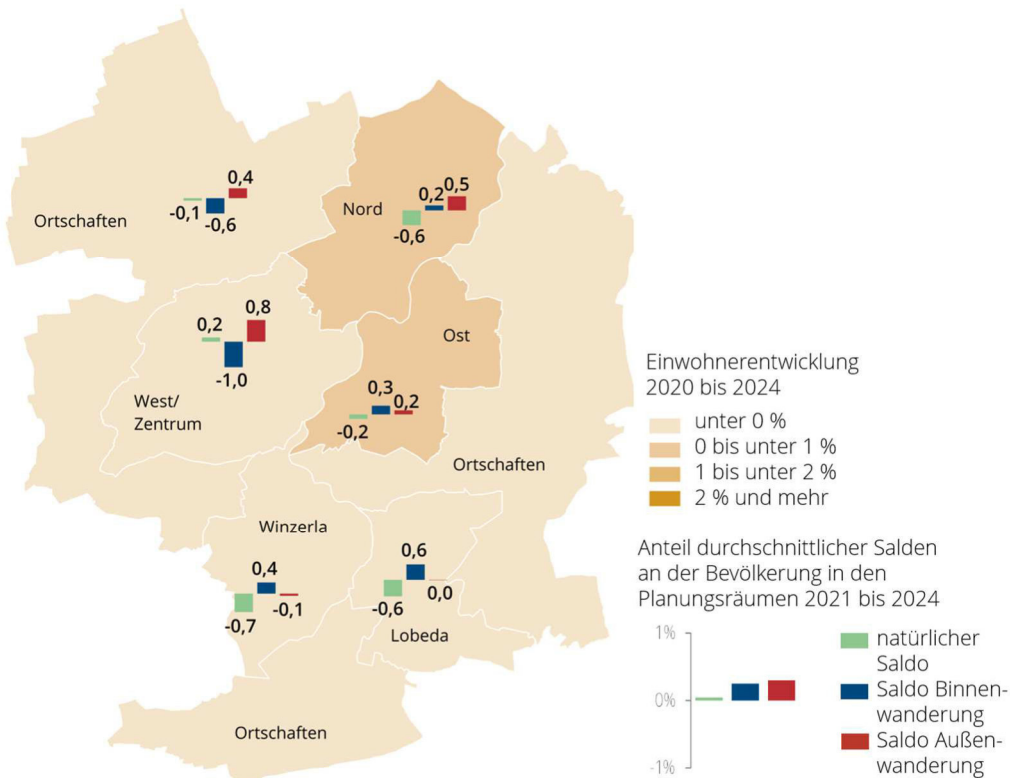 0,4
-0,1
-0,6
Ortschaften
Nord
0,2
0,5
-0,6
0,2
0,8
-1,0
West/
Zentrum
Ost
0,3
0,2
-0,2
Ortschaften
Winzerla
0,4
-0,1
-0,7
0,6
0,0
-0,6
Lobeda
Ortschaften
Einwohnerentwicklung
2020 bis 2024
unter 0 %
0 bis unter 1 %
1 bis unter 2 %
2 % und mehr
Anteil durchschnittlicher Salden
an der Bevölkerung in den
Planungsräumen 2021 bis 2024
1%
0%
-1%
natürlicher
Saldo
Saldo Binnen-
wanderung
Saldo Außen-
wanderung